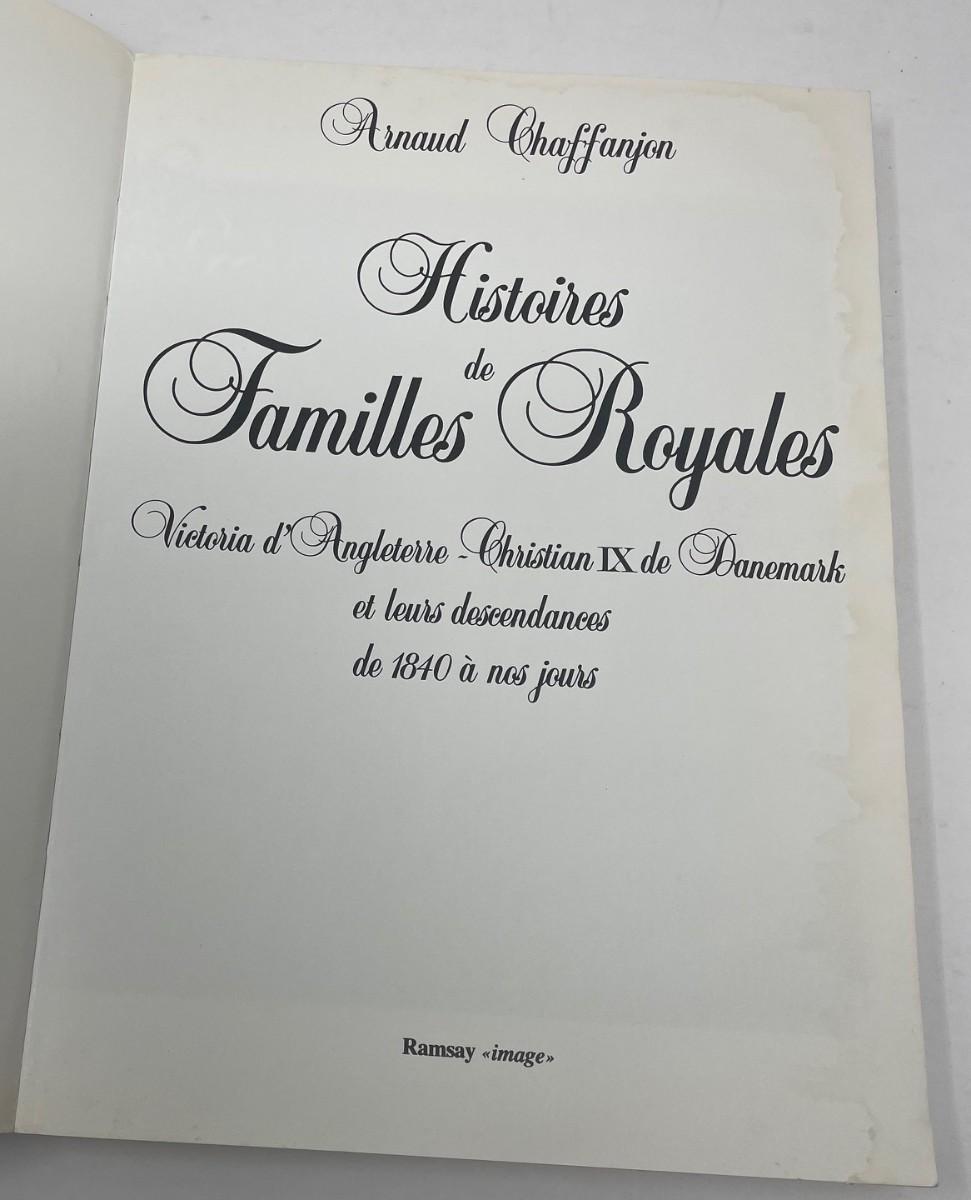 Arnaud Chaffanjon
Histoires
de
Familles Royales
Victoria d'Angleterre - Christian IX de Danemark
et leurs descendances
de 1840 à nos jours
Ramsay «image»